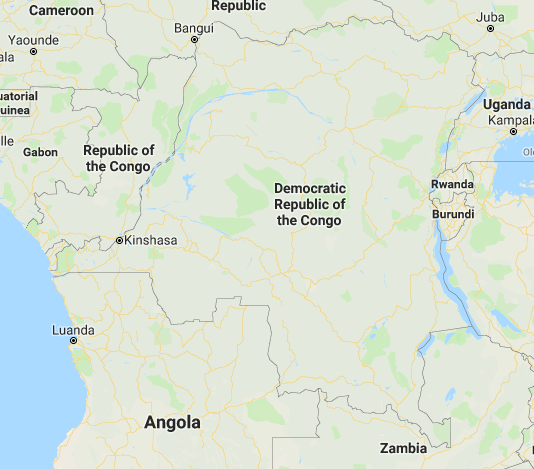 Cameroon
Republic
Juba
Yaounde
Bangui
Uganda
Kampala
Republic of
the Congo
Gabon
Democratic
Republic of
the Congo
Rwanda
Burundi
Kinshasa
Luanda
Angola
Zambia